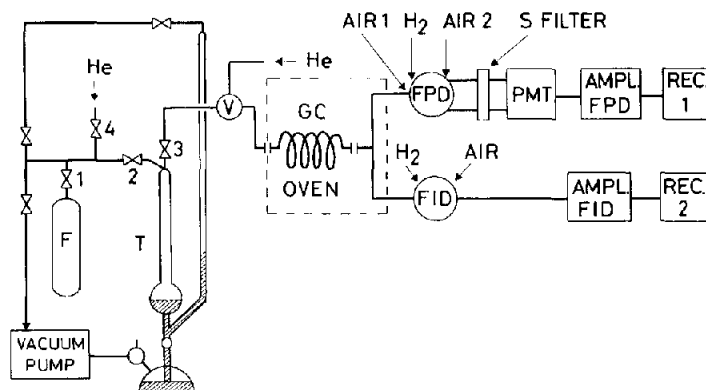 AIR 1 H2 AIR 2 S FILTER
He
He
FPD
PMT
AMPL.
FPD
REC.
1
V
GC
OVEN
4
3
2
1
H2 AIR
FID
AMPL.
FID
REC.
2
F
T
VACUUM
PUMP